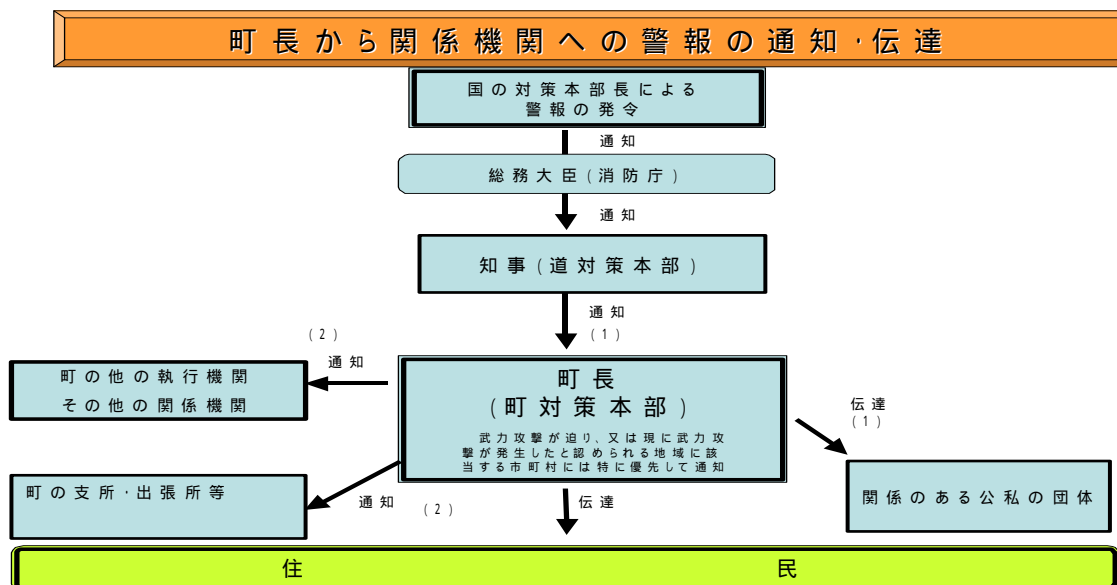 町長から関係機関への警報の通知･伝達
国の対策本部長による
警報の発令
通知
総務大臣(消防庁)
通知
知事(道対策本部)
通知
(1)
(2)
通知
町の他の執行機関
その他の関係機関
町長
(町対策本部)
武力攻撃が迫り、又は現に武力攻
撃が発生したと認められる地域に該
当する市町村には特に優先して通知
伝達
(1)
町の支所･出張所等
通知
(2)
伝達
関係のある公私の団体
住民